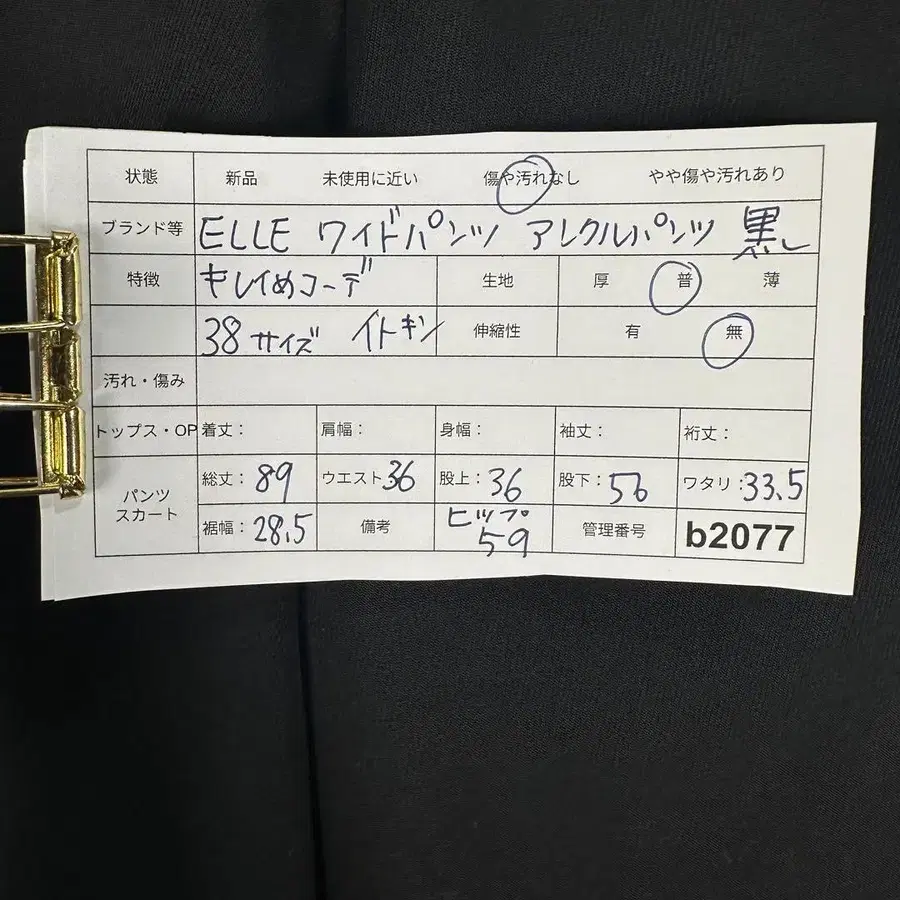 状態 新品 未使用に近い 傷や汚れなし やや傷や汚れあり
ブランド等 ELLE ワイドパンツ アレクルパンツ 黒
特徴 キレイめコーデ 生地 厚 普 薄
38サイズ イトキン 伸縮性 有 無
汚れ・傷み
トップス・OP 着丈: 肩幅: 身幅: 袖丈: 裄丈:
パンツ スカート 総丈:89 ウエスト36 股上:36 股下:56 ワタリ:33.5
裾幅:28.5 備考 ヒップ 59 管理番号 b2077